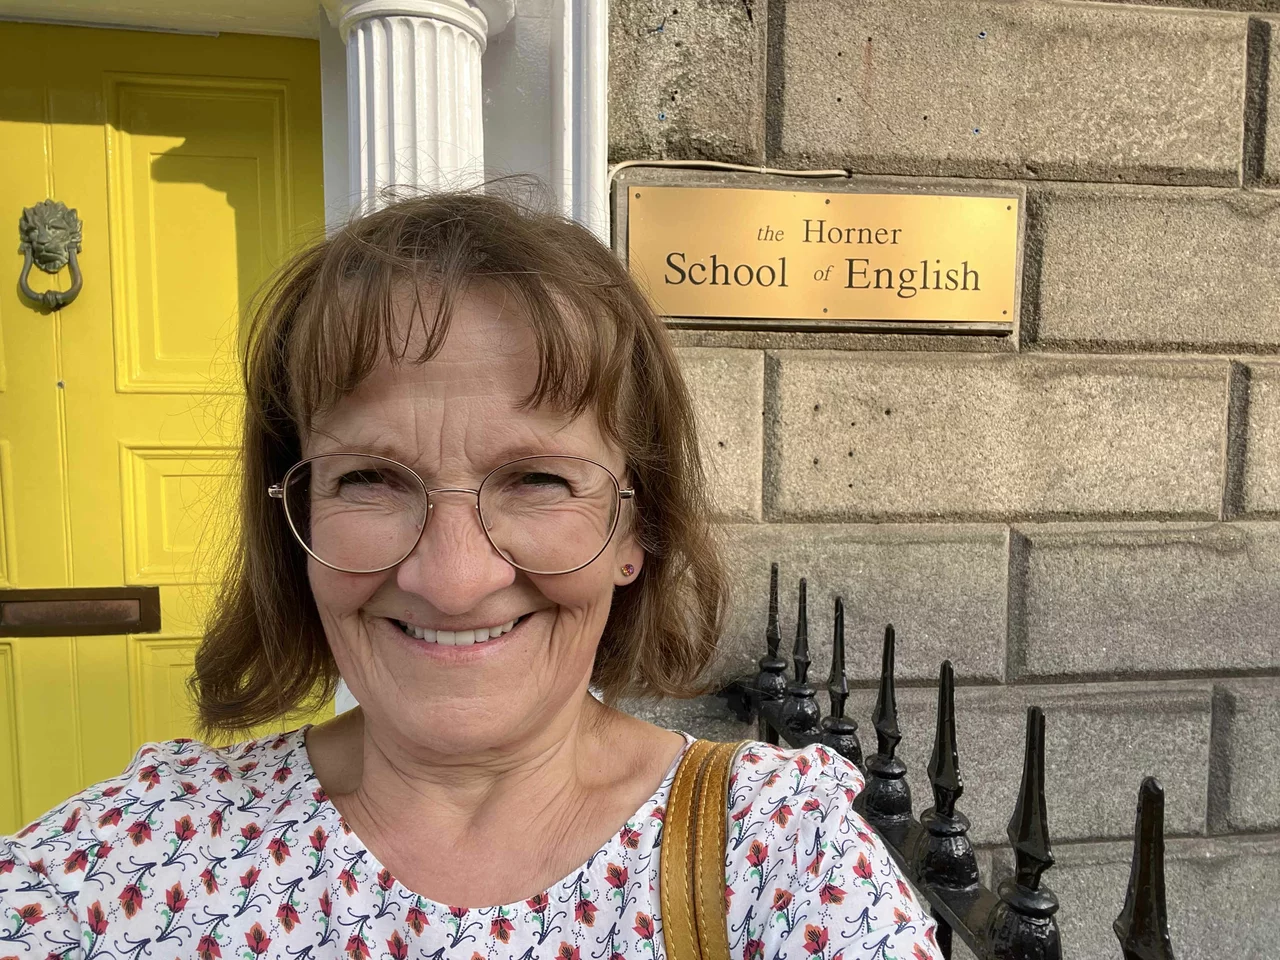 the Horner
School of English